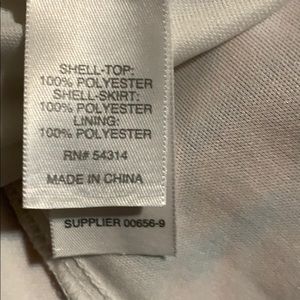 SHELL-TOP:
100% POLYESTER
SHELL-SKIRT:
100% POLYESTER
LINING:
100% POLYESTER
RN# 54314
MADE IN CHINA
SUPPLIER 00656-9